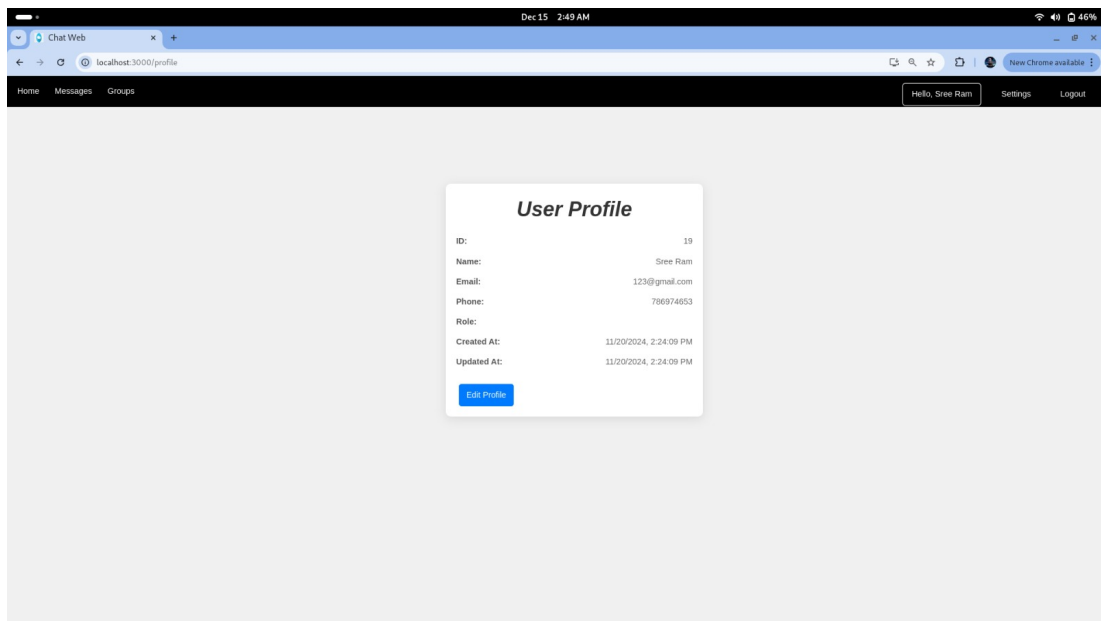 Dec 15 2:49 AM 46%
Chat Web
localhost:3000/profile New Chrome available
Home Messages Groups Hello, Sree Ram Settings Logout
User Profile
ID: 19
Name: Sree Ram
Email: 123@gmail.com
Phone: 786974653
Role:
Created At: 11/20/2024, 2:24:09 PM
Updated At: 11/20/2024, 2:24:09 PM
Edit Profile